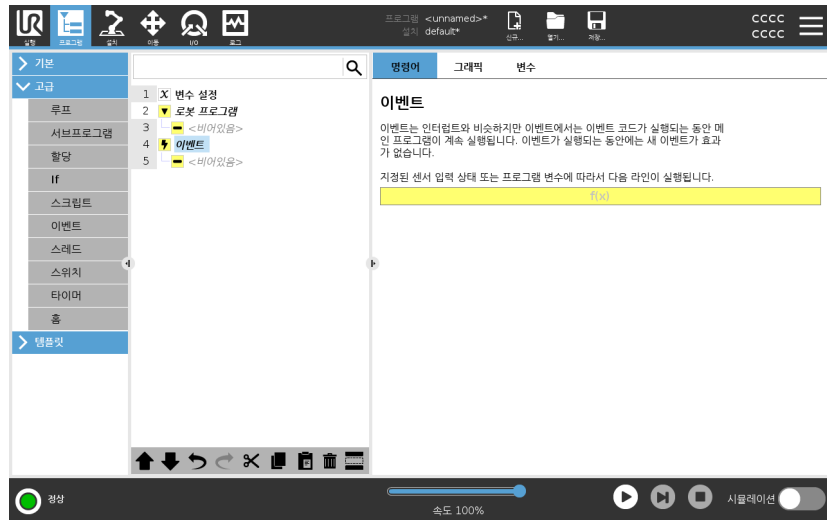 UR
실행
프로그램
설치
이동
I/O
로그
프로그램 <unnamed>*
설치 default*
신규...
열기...
저장...
cccc
cccc
기본
고급
루프
서브프로그램
할당
If
스크립트
이벤트
스레드
스위치
타이머
홈
템플릿
1 X 변수 설정
2 로봇 프로그램
3 <비어있음>
4 이벤트
5 <비어있음>
명령어 그래픽 변수
이벤트
이벤트는 인터럽트와 비슷하지만 이벤트에서는 이벤트 코드가 실행되는 동안 메
인 프로그램이 계속 실행됩니다. 이벤트가 실행되는 동안에는 새 이벤트가 효과
가 없습니다.
지정된 센서 입력 상태 또는 프로그램 변수에 따라서 다음 라인이 실행됩니다.
f(x)
정상
속도 100%
시뮬레이션